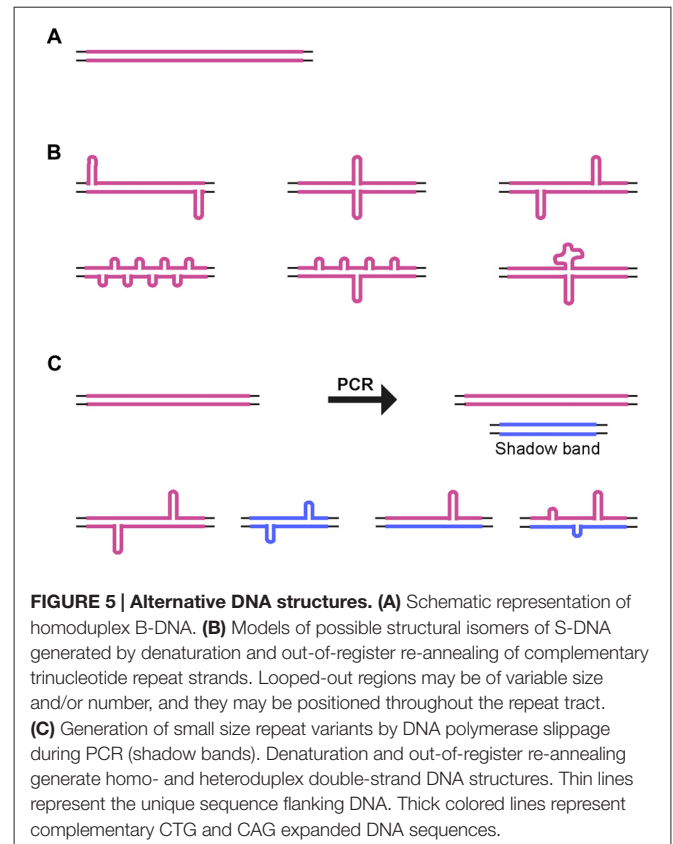 A
B
C
PCR
Shadow band
FIGURE 5 | Alternative DNA structures. (A) Schematic representation of
homoduplex B-DNA. (B) Models of possible structural isomers of S-DNA
generated by denaturation and out-of-register re-annealing of complementary
trinucleotide repeat strands. Looped-out regions may be of variable size
and/or number, and they may be positioned throughout the repeat tract.
(C) Generation of small size repeat variants by DNA polymerase slippage
during PCR (shadow bands). Denaturation and out-of-register re-annealing
generate homo- and heteroduplex double-strand DNA structures. Thin lines
represent the unique sequence flanking DNA. Thick colored lines represent
complementary CTG and CAG expanded DNA sequences.